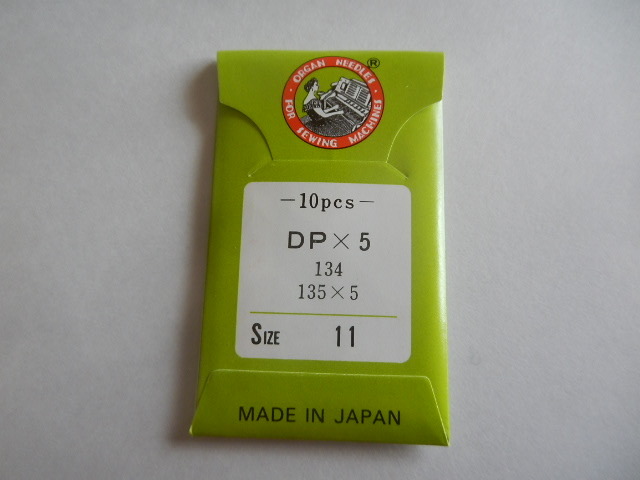 · ORGAN NEEDLES ·
FOR SEWING MACHINES
®
-10pcs-
DP×5
134
135×5
SIZE 11
MADE IN JAPAN